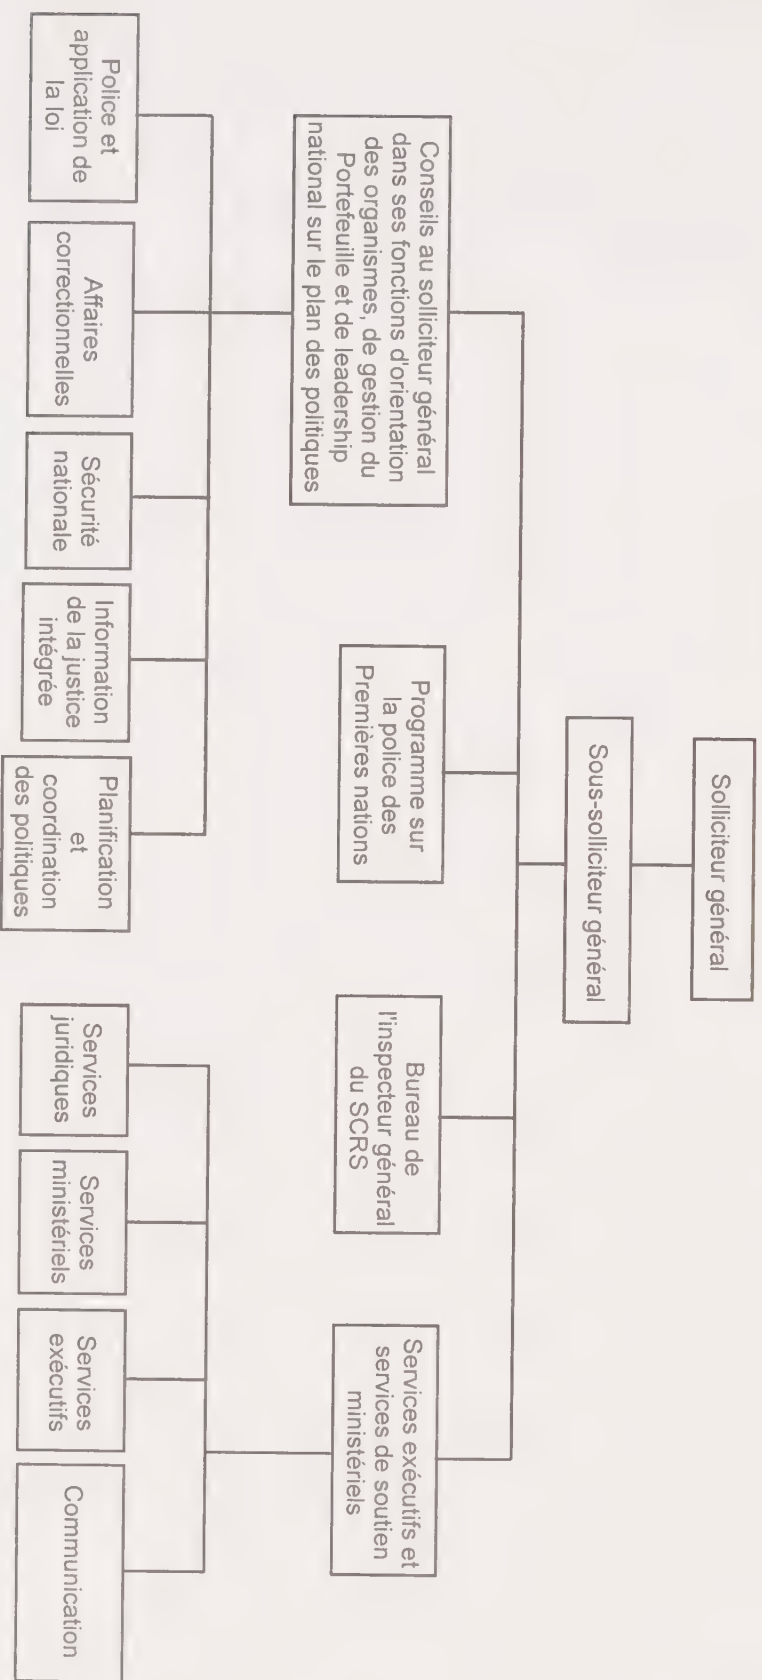 Solliciteur général
Sous-solliciteur général
Conseils au solliciteur général
dans ses fonctions d'orientation
des organismes, de gestion du
Portefeuille et de leadership
national sur le plan des politiques
Programme sur
la police des
Premières nations
Bureau de
l'inspecteur général
du SCRS
Services exécutifs et
services de soutien
ministériels
Police et
application de
la loi
Affaires
correctionnelles
Sécurité
nationale
Information
de la justice
intégrée
Planification
et
coordination
des politiques
Services
juridiques
Services
ministériels
Services
exécutifs
Communication